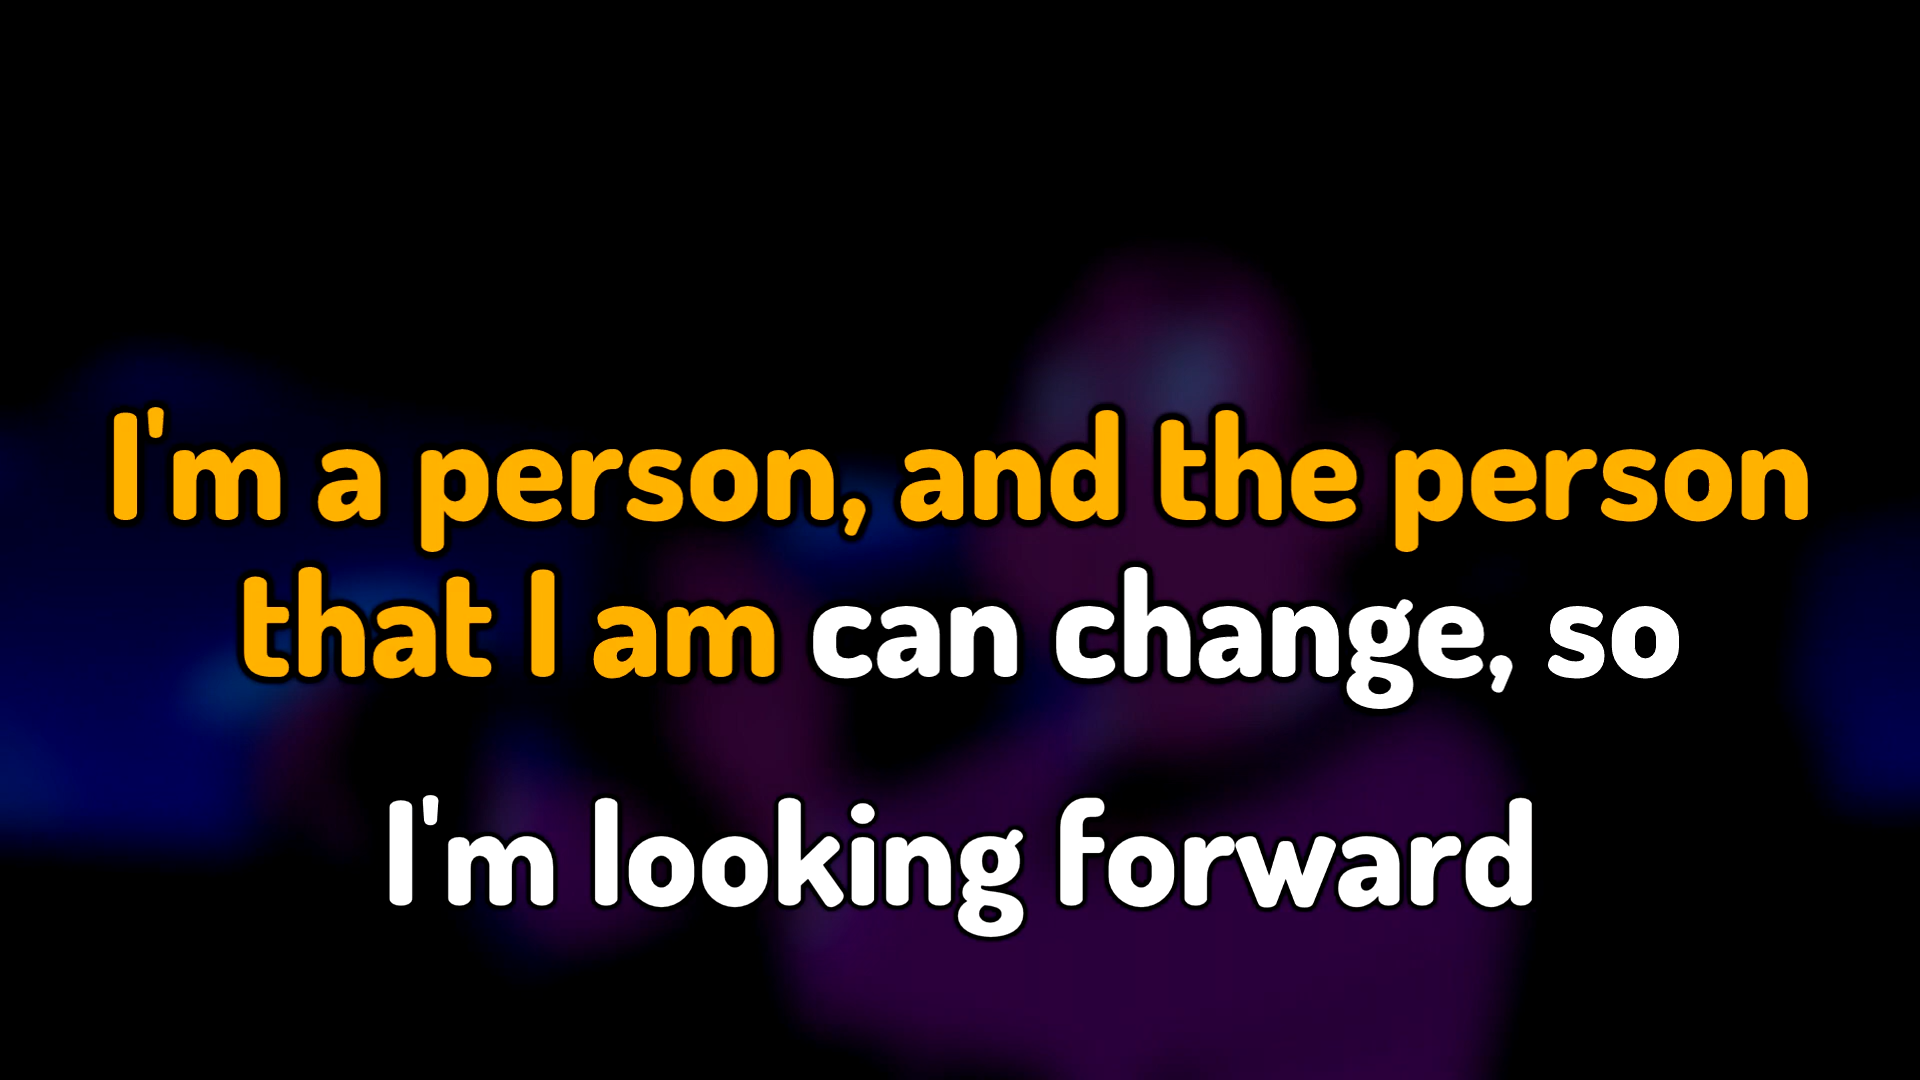 I'm a person, and the person
that I am can change, so
I'm looking forward